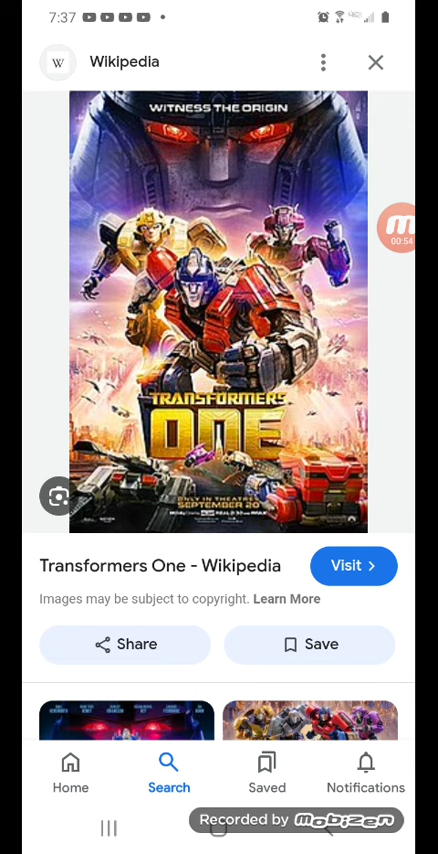 7:37
W
Wikipedia
00:54
WITNESS THE ORIGIN
TRANSFORMERS
ONE
ONLY IN THEATRES
SEPTEMBER 20
Transformers One - Wikipedia
Visit >
Images may be subject to copyright. Learn More
Share
Save
Home
Search
Saved
Notifications
Recorded by MOBIZEN